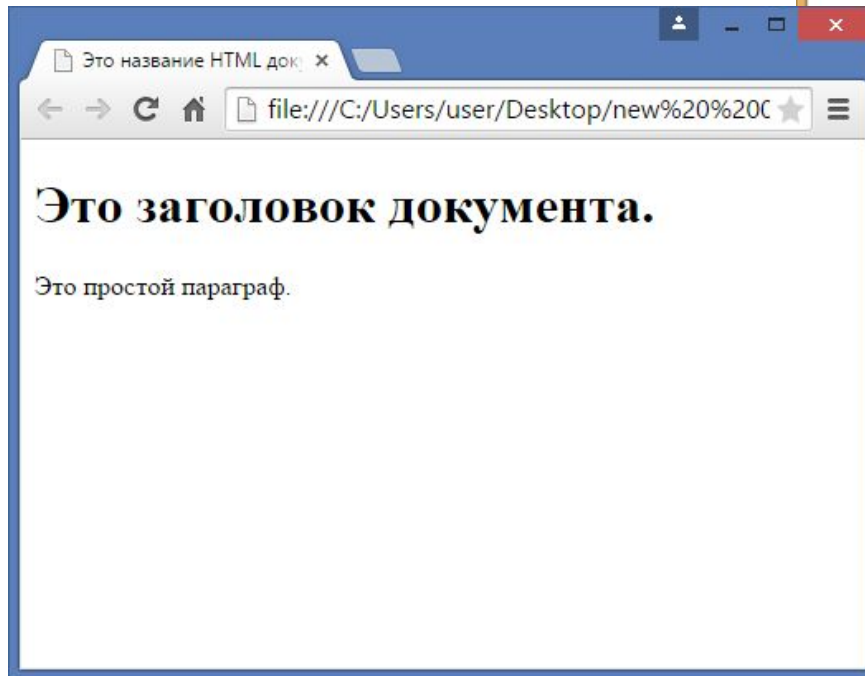 Это название HTML док
file:///C:/Users/user/Desktop/new%20%20
Это заголовок документа.
Это простой параграф.